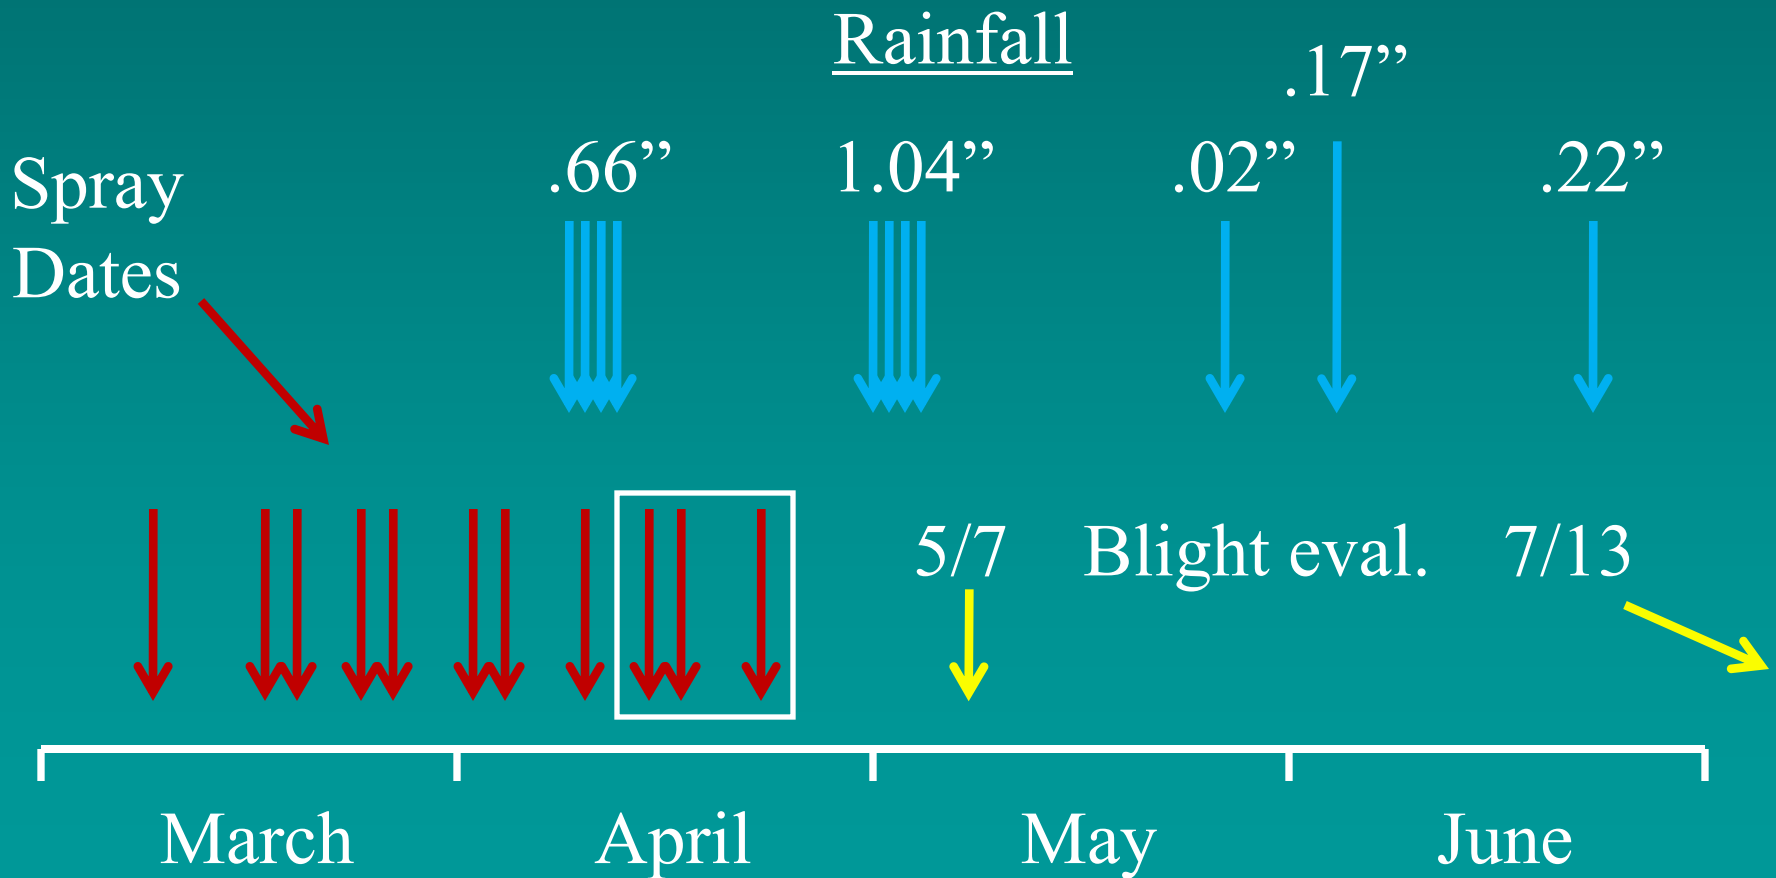 Rainfall
.17”
.66”
1.04”
.02”
.22”
Spray
Dates
5/7
Blight eval.
7/13
March
April
May
June